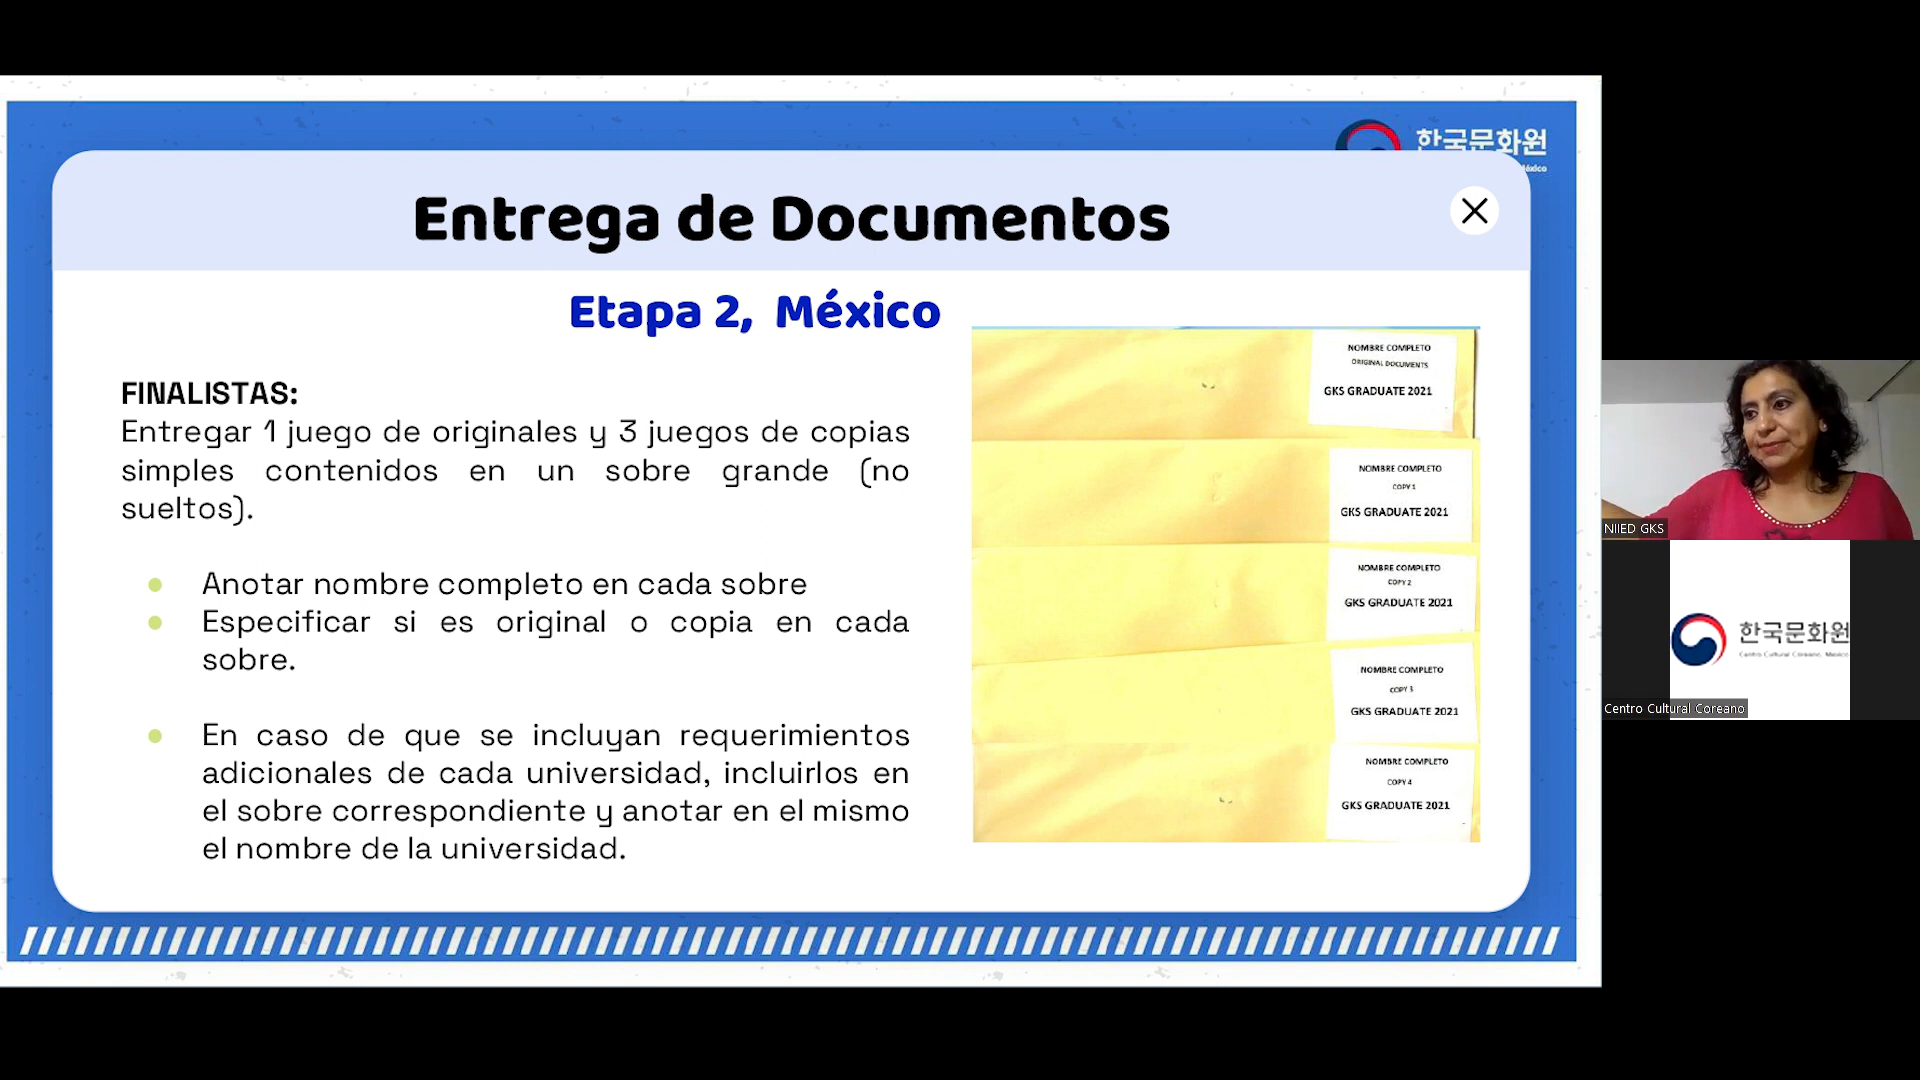 한국문화원
México
Entrega de Documentos
Etapa 2, México
FINALISTAS:
Entregar 1 juego de originales y 3 juegos de copias
simples contenidos en un sobre grande (no
sueltos).
Anotar nombre completo en cada sobre
Especificar si es original o copia en cada
sobre.
En caso de que se incluyan requerimientos
adicionales de cada universidad, incluirlos en
el sobre correspondiente y anotar en el mismo
el nombre de la universidad.
NOMBRE COMPLETO
ORIGINAL DOCUMENTS
GKS GRADUATE 2021
NOMBRE COMPLETO
COPY 1
GKS GRADUATE 2021
NOMBRE COMPLETO
COPY 2
GKS GRADUATE 2021
NOMBRE COMPLETO
COPY 3
GKS GRADUATE 2021
NOMBRE COMPLETO
COPY 4
GKS GRADUATE 2021
NIIED GKS
한국문화원
Centro Cultural Coreano, México
Centro Cultural Coreano